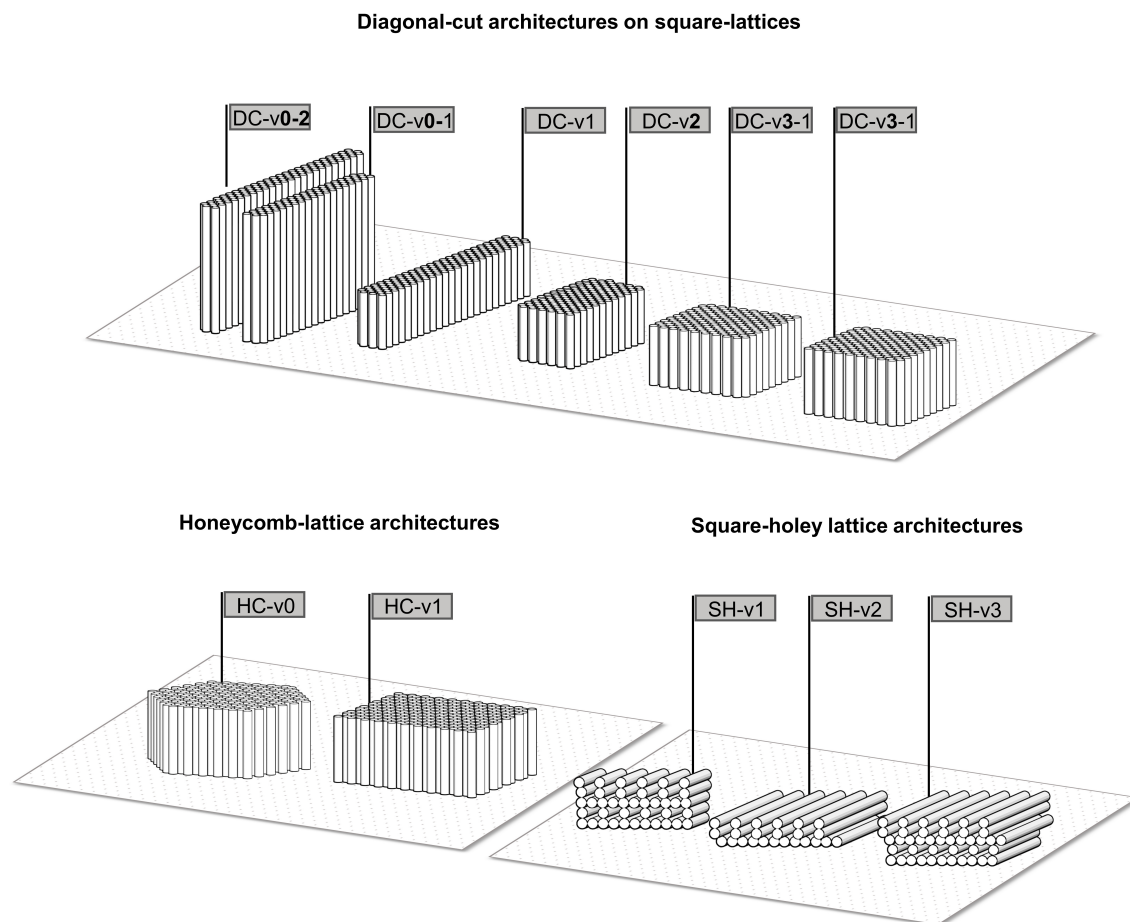 Diagonal-cut architectures on square-lattices
DC-v0-2
DC-v0-1
DC-v1
DC-v2
DC-v3-1
DC-v3-1
Honeycomb-lattice architectures
Square-holey lattice architectures
HC-v0
HC-v1
SH-v1
SH-v2
SH-v3